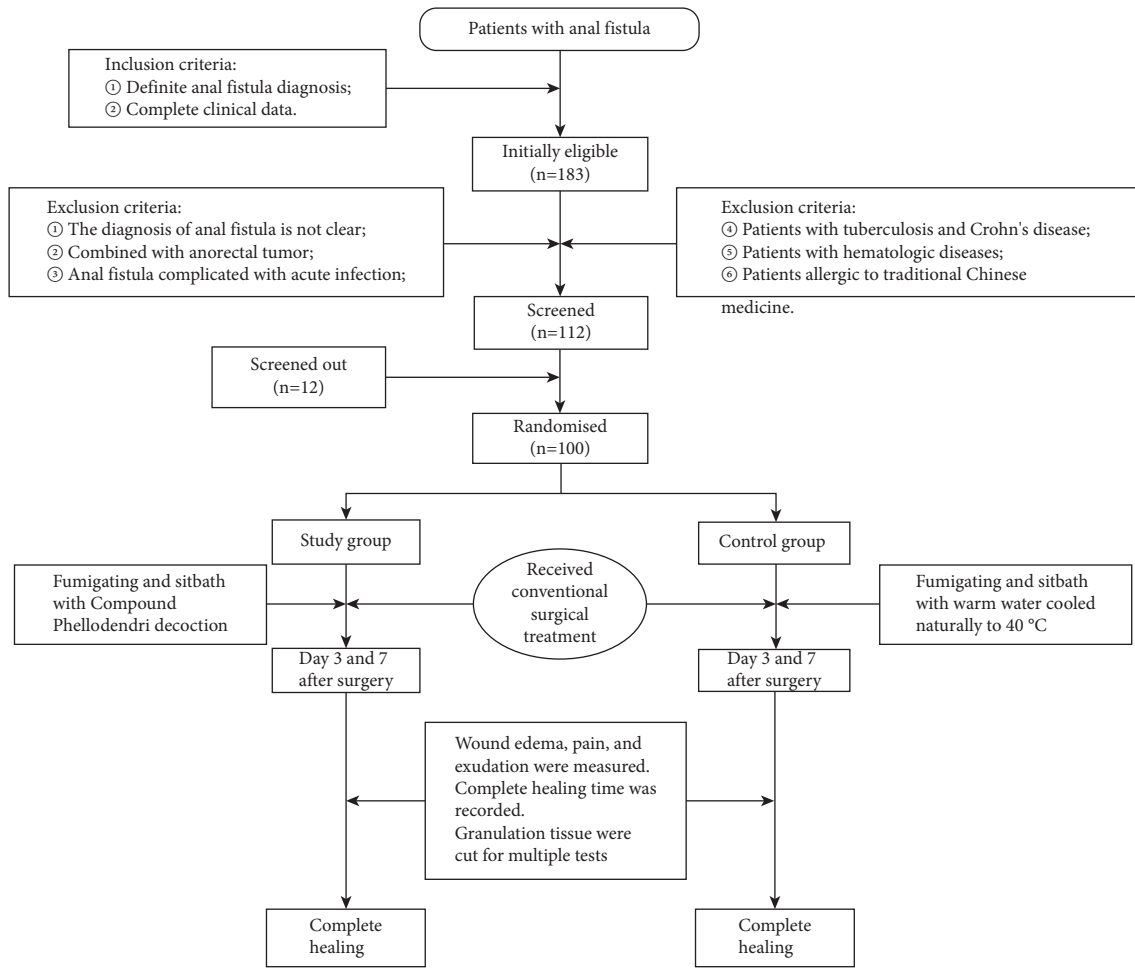 Patients with anal fistula
Inclusion criteria:
① Definite anal fistula diagnosis;
② Complete clinical data.
Initially eligible
(n=183)
Exclusion criteria:
① The diagnosis of anal fistula is not clear;
② Combined with anorectal tumor;
③ Anal fistula complicated with acute infection;
Exclusion criteria:
④ Patients with tuberculosis and Crohn's disease;
⑤ Patients with hematologic diseases;
⑥ Patients allergic to traditional Chinese
medicine.
Screened
(n=112)
Screened out
(n=12)
Randomised
(n=100)
Study group
Control group
Fumigating and sitbath
with Compound
Phellodendri decoction
Received
conventional
surgical
treatment
Fumigating and sitbath
with warm water cooled
naturally to 40 °C
Day 3 and 7
after surgery
Day 3 and 7
after surgery
Wound edema, pain, and
exudation were measured.
Complete healing time was
recorded.
Granulation tissue were
cut for multiple tests
Complete
healing
Complete
healing